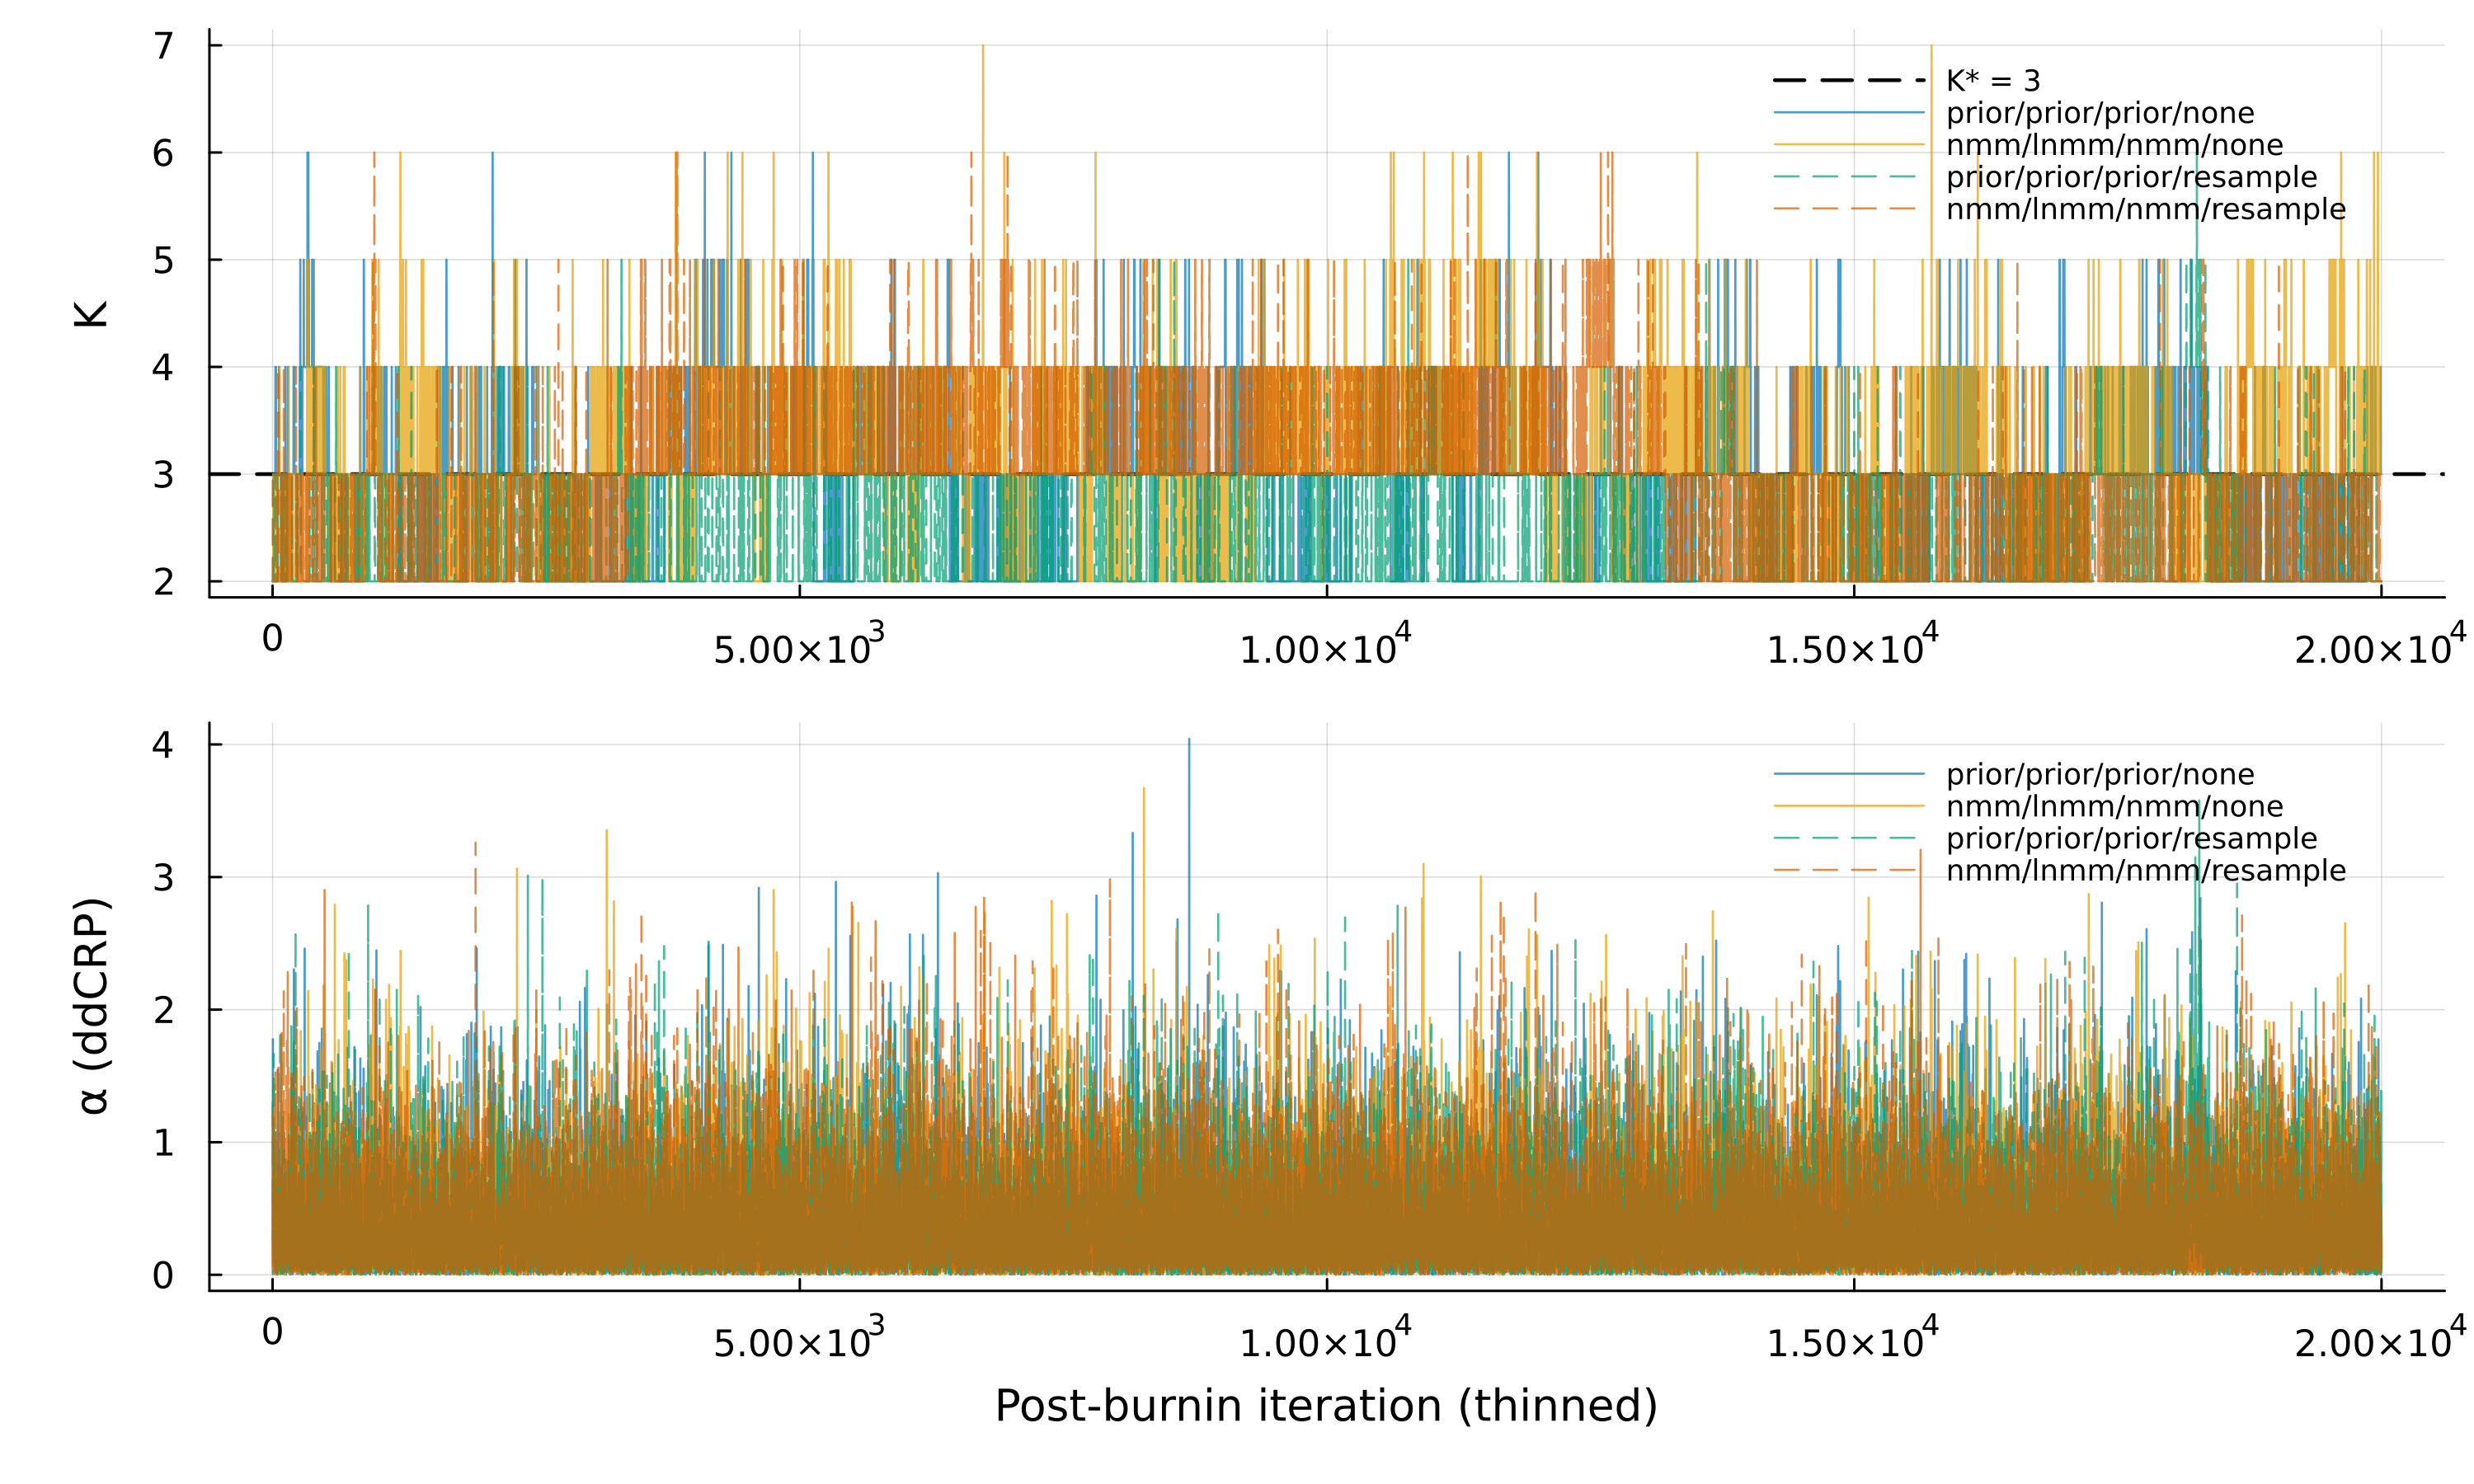 7
6
5
4
3
2
K
K* = 3
prior/prior/prior/none
nmm/lnmm/nmm/none
prior/prior/prior/resample
nmm/lnmm/nmm/resample
0
5.00×10³
1.00×10⁴
1.50×10⁴
2.00×10⁴
4
3
2
1
0
α (ddCRP)
prior/prior/prior/none
nmm/lnmm/nmm/none
prior/prior/prior/resample
nmm/lnmm/nmm/resample
0
5.00×10³
1.00×10⁴
1.50×10⁴
2.00×10⁴
Post-burnin iteration (thinned)